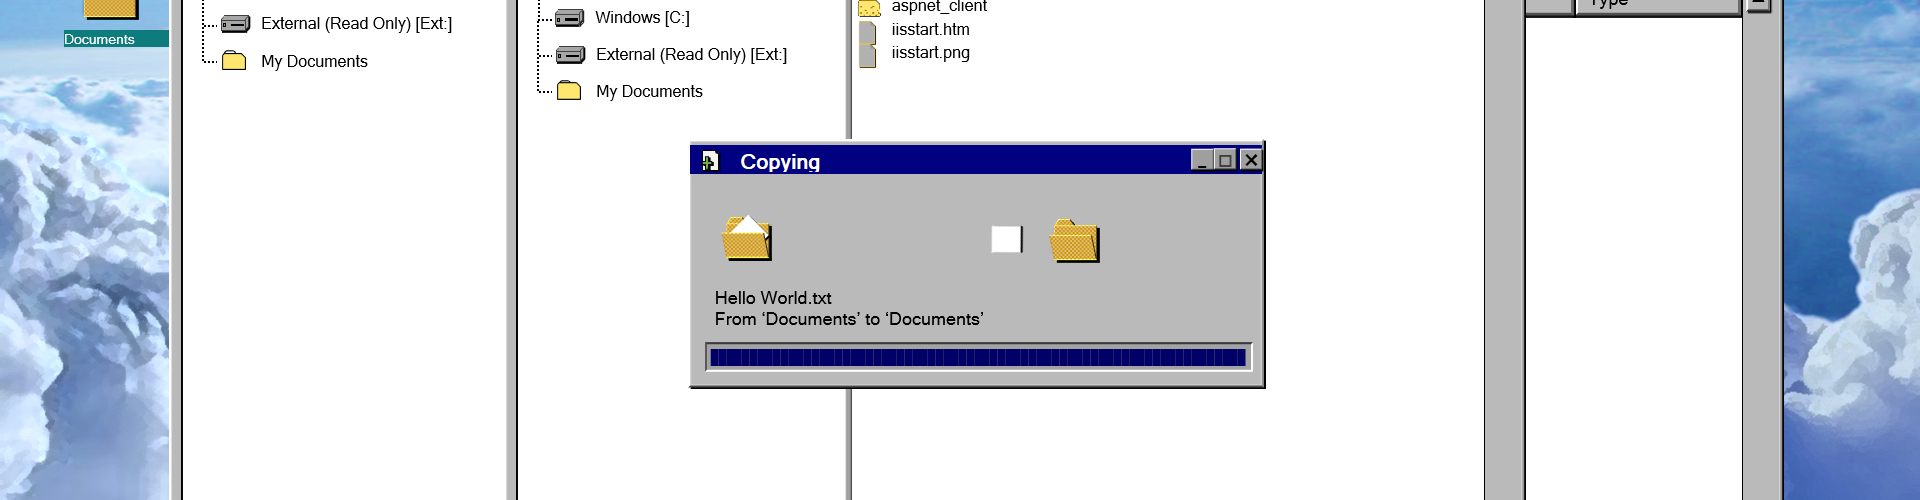 Documents
External (Read Only) [Ext:]
My Documents
Windows [C:]
External (Read Only) [Ext:]
My Documents
aspnet_client
iisstart.htm
iisstart.png
Type
Copying
Hello World.txt
From ‘Documents’ to ‘Documents’